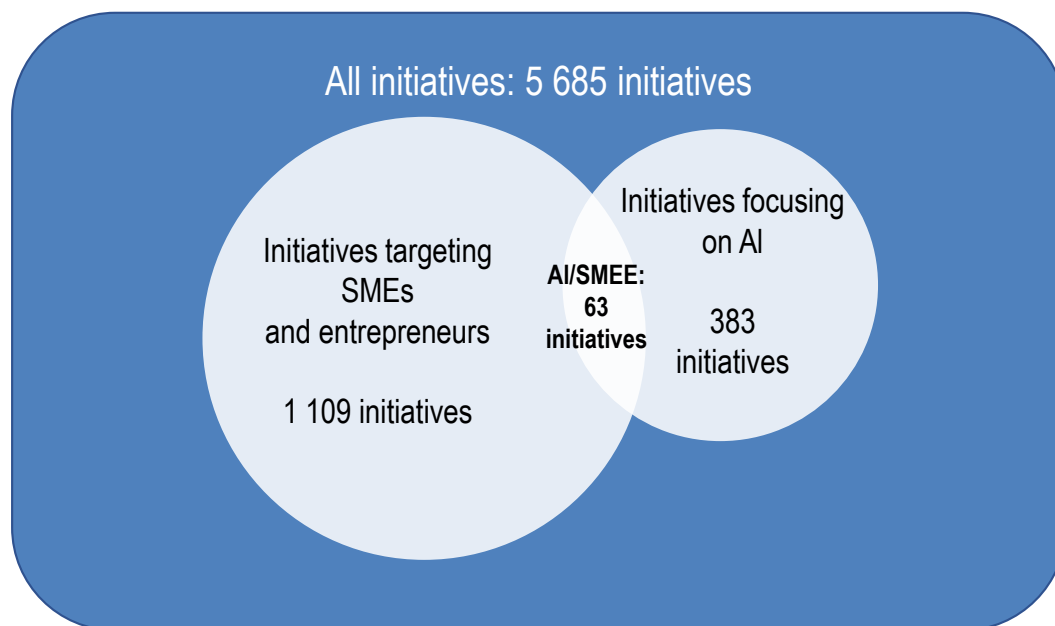 All initiatives: 5 685 initiatives
Initiatives targeting
SMEs
and entrepreneurs
1 109 initiatives
AI/SMEE:
63
initiatives
Initiatives focusing
on AI
383
initiatives